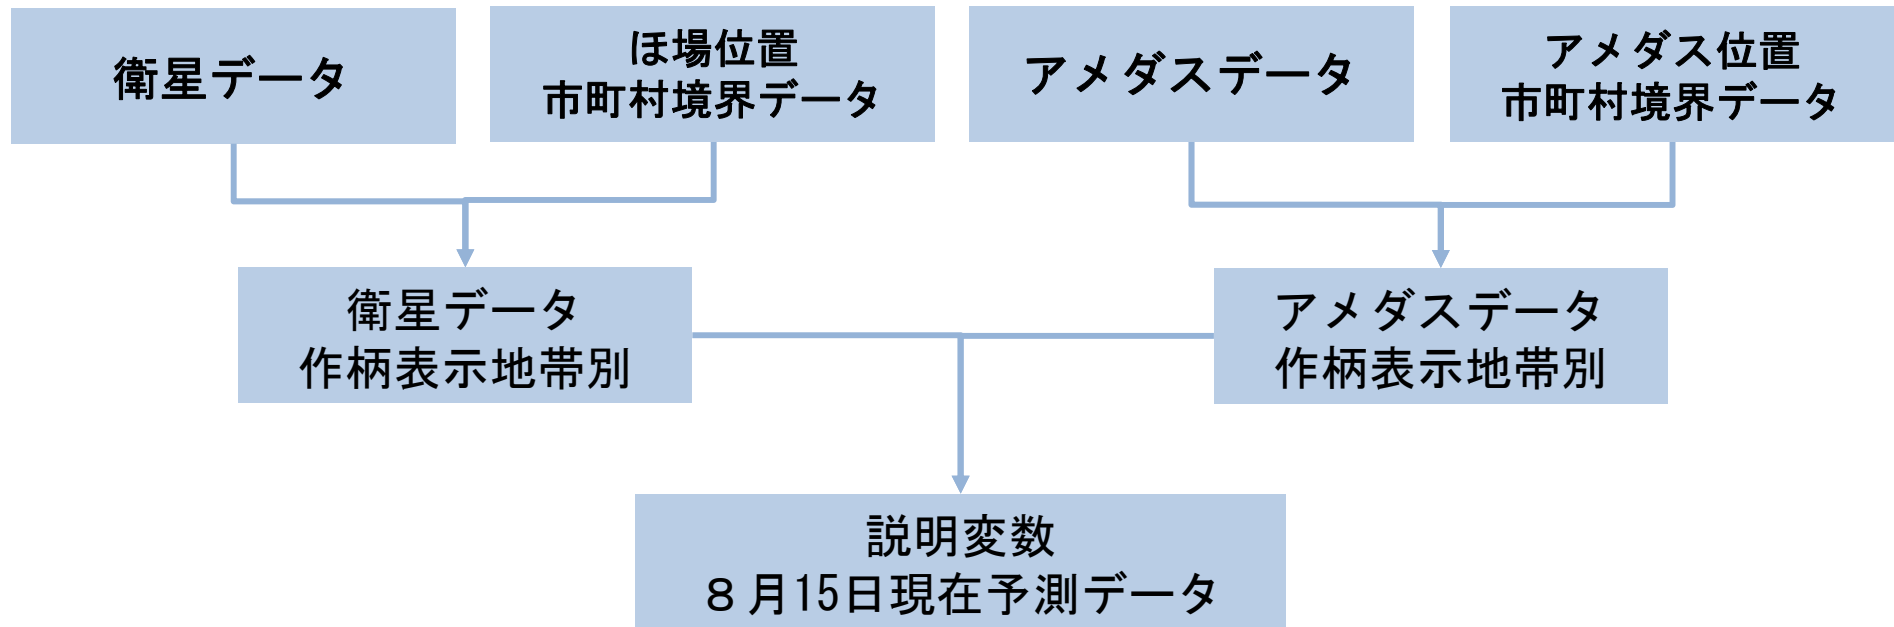 衛星データ
ほ場位置
市町村境界データ
アメダスデータ
アメダス位置
市町村境界データ
衛星データ
作柄表示地帯別
アメダスデータ
作柄表示地帯別
説明変数
８月15日現在予測データ